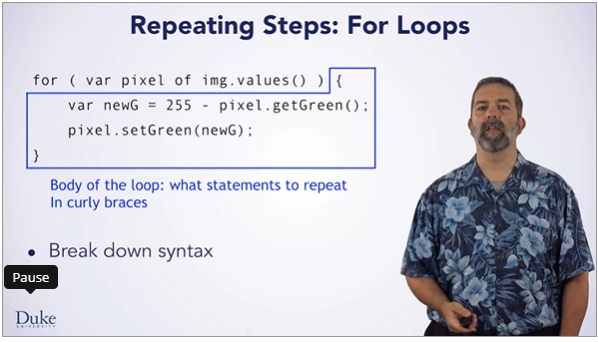 Repeating Steps: For Loops
for ( var pixel of img.values() ) {
var newG = 255 - pixel.getGreen();
pixel.setGreen(newG);
}
Body of the loop: what statements to repeat
In curly braces
• Break down syntax
Pause
Duke
UNIVERSITY